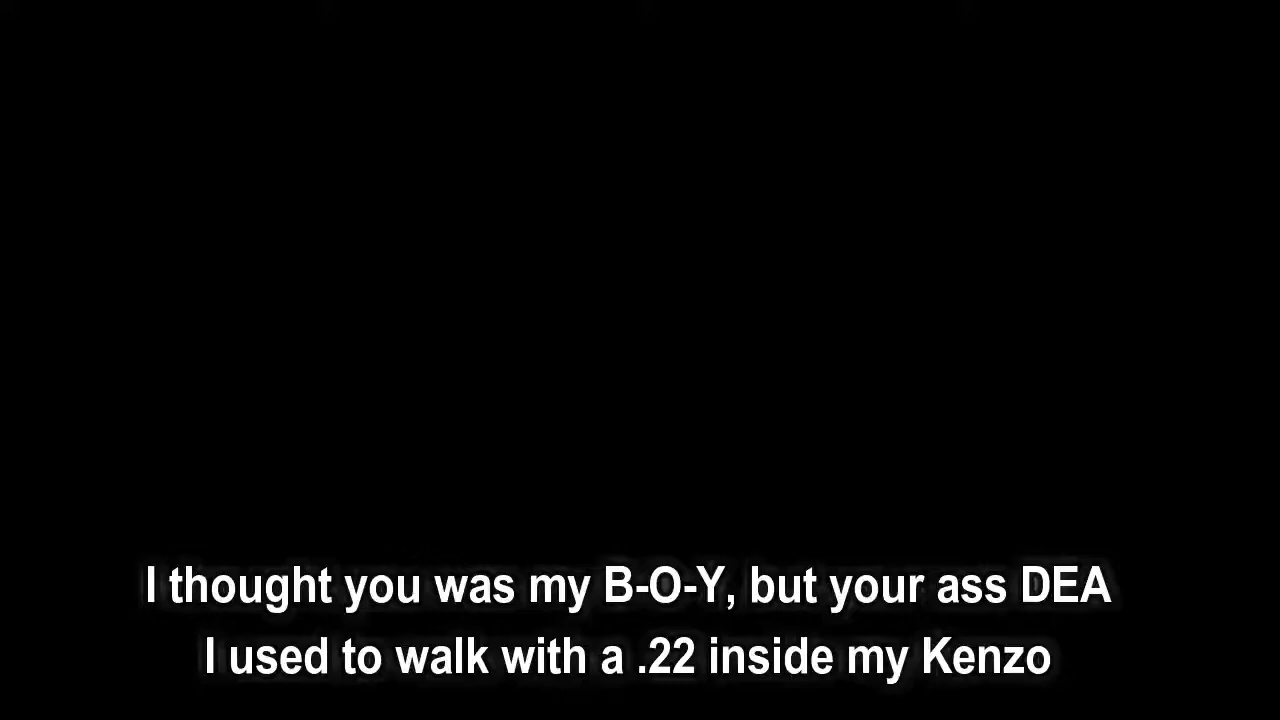 I thought you was my B-O-Y, but your ass DEA
I used to walk with a .22 inside my Kenzo